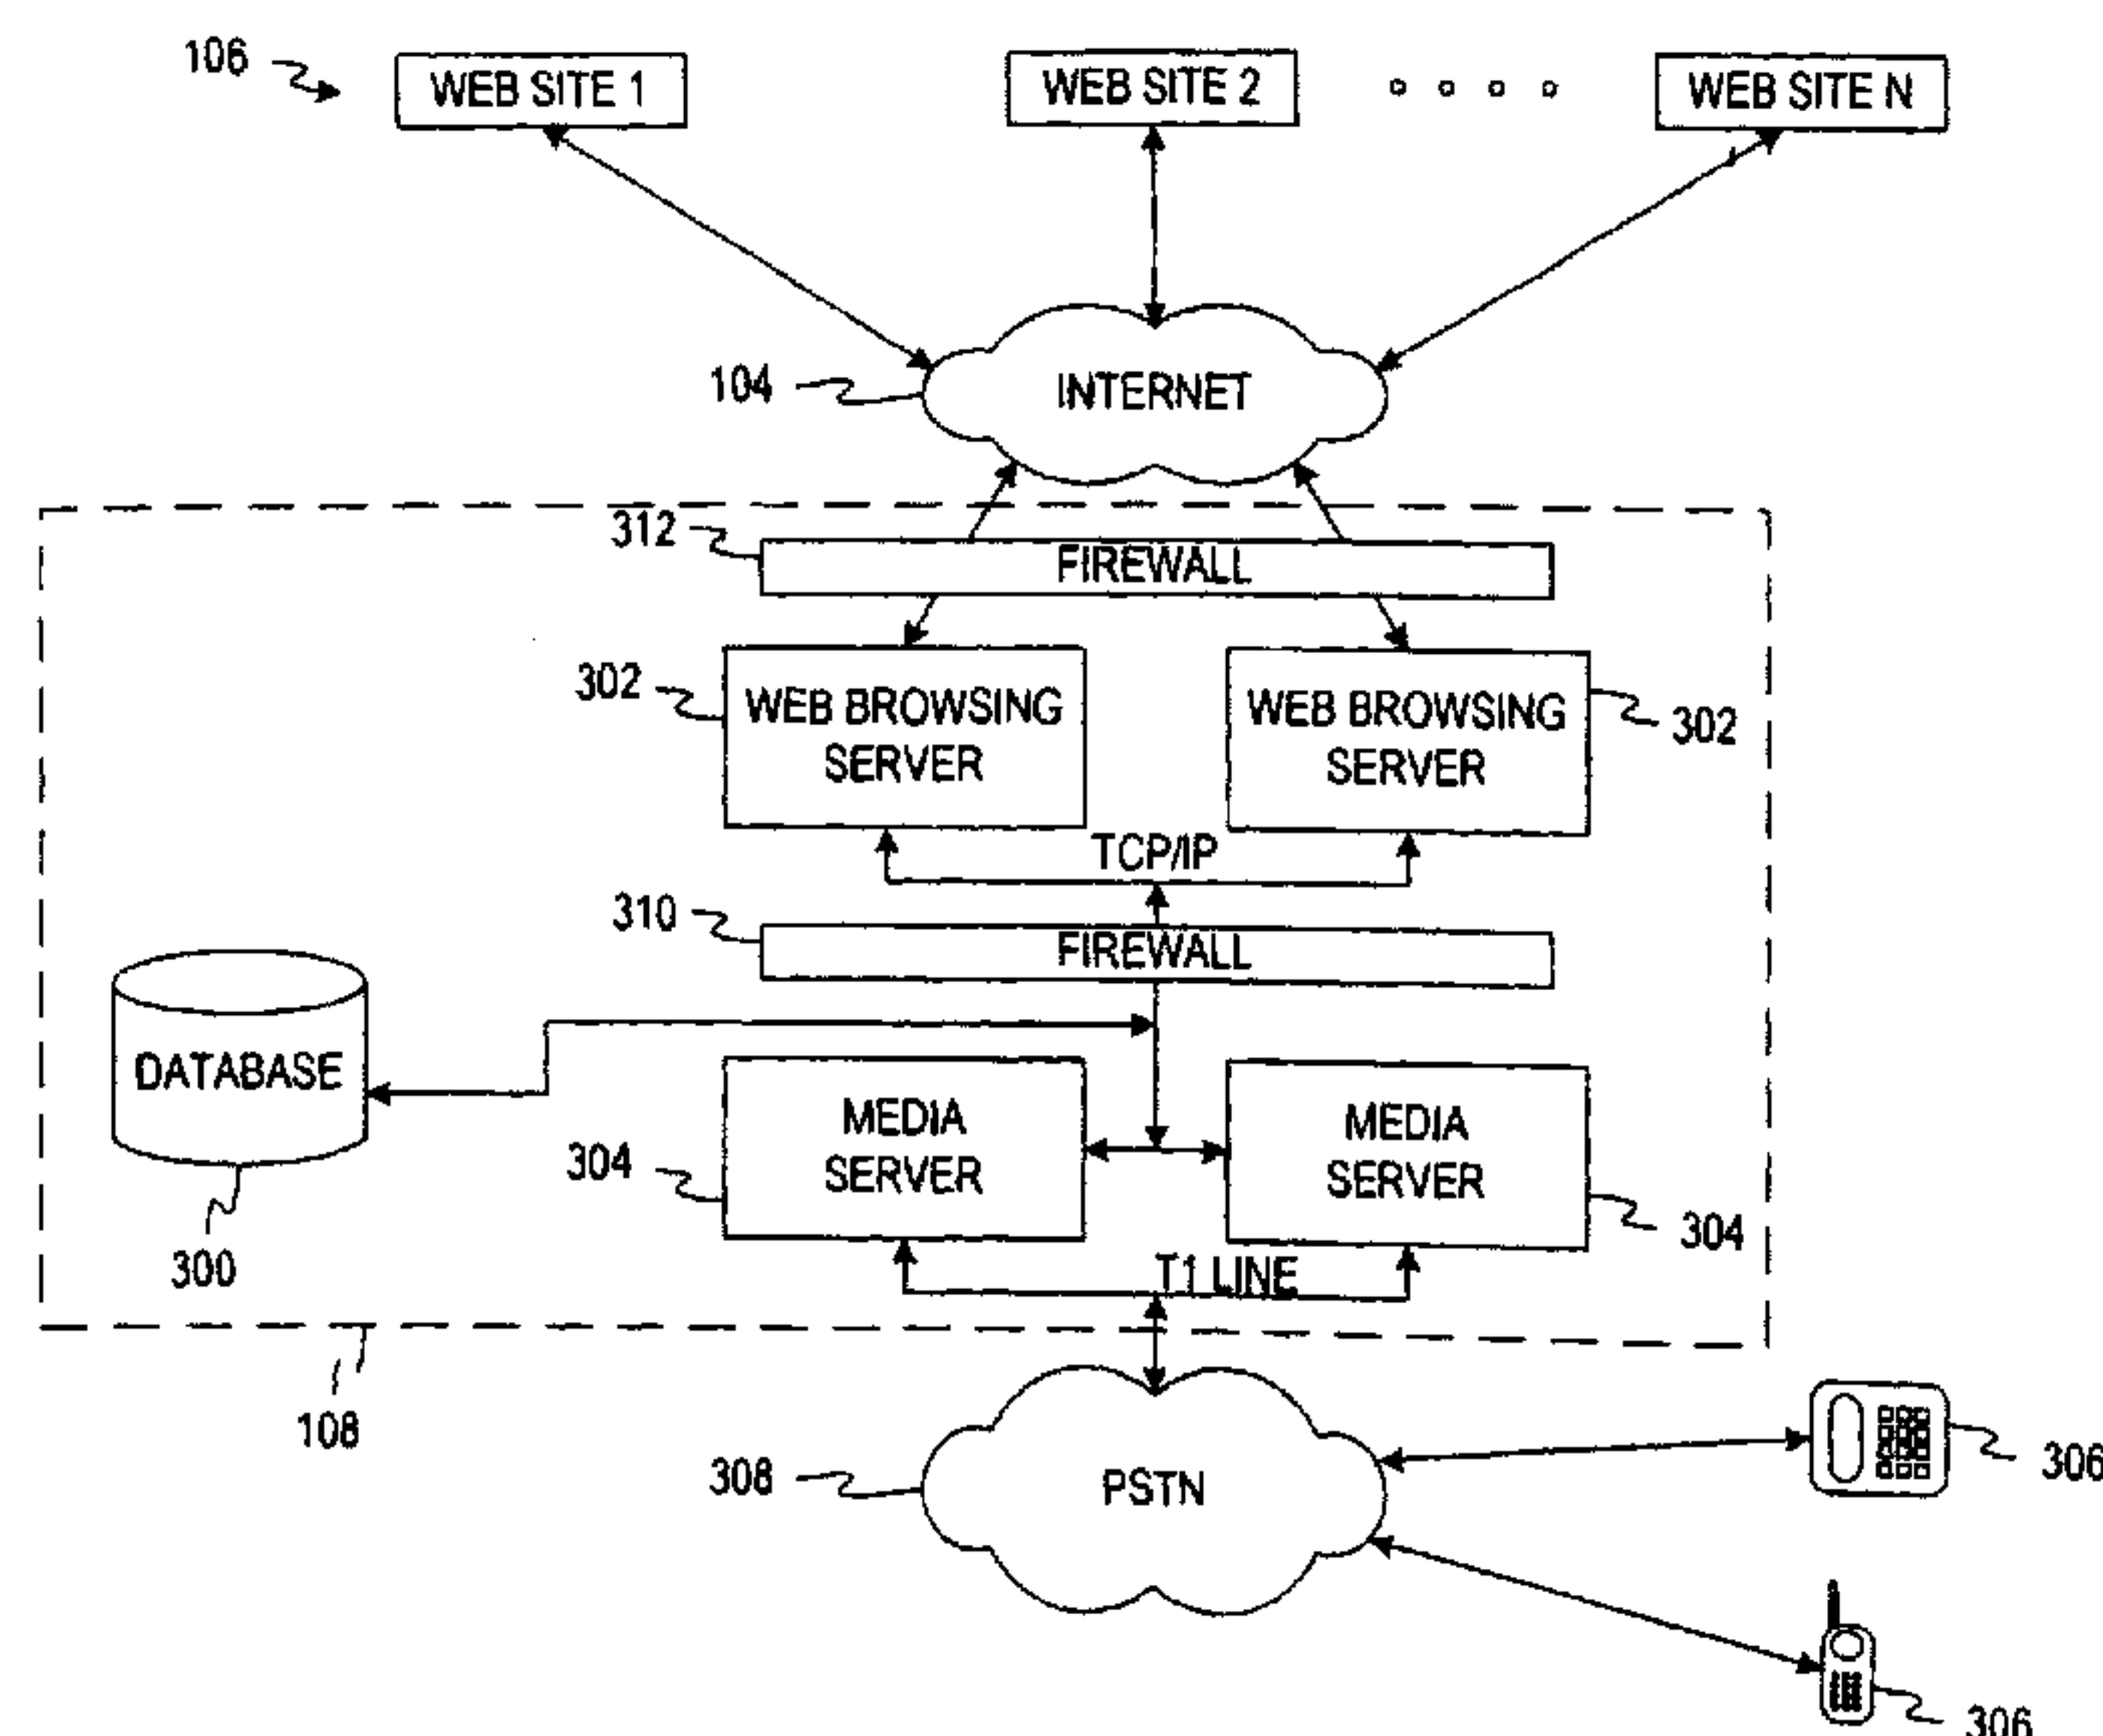 106
WEB SITE 1
WEB SITE 2
WEB SITE N
104
INTERNET
312
FIREWALL
302
WEB BROWSING
SERVER
WEB BROWSING
SERVER
302
TCP/IP
310
FIREWALL
DATABASE
300
304
MEDIA
SERVER
MEDIA
SERVER
304
T1 LINE
108
308
PSTN
306
306